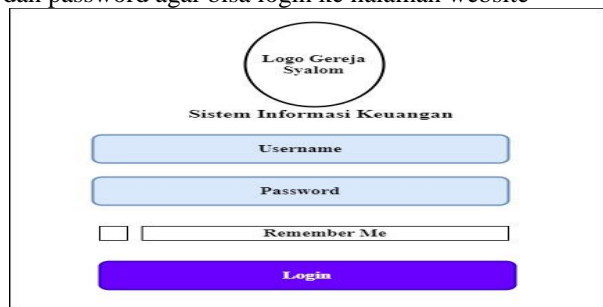 dan password agar bisa login ke halaman website
Logo Gereja
Syalom
Sistem Informasi Keuangan
Username
Password
Remember Me
Login